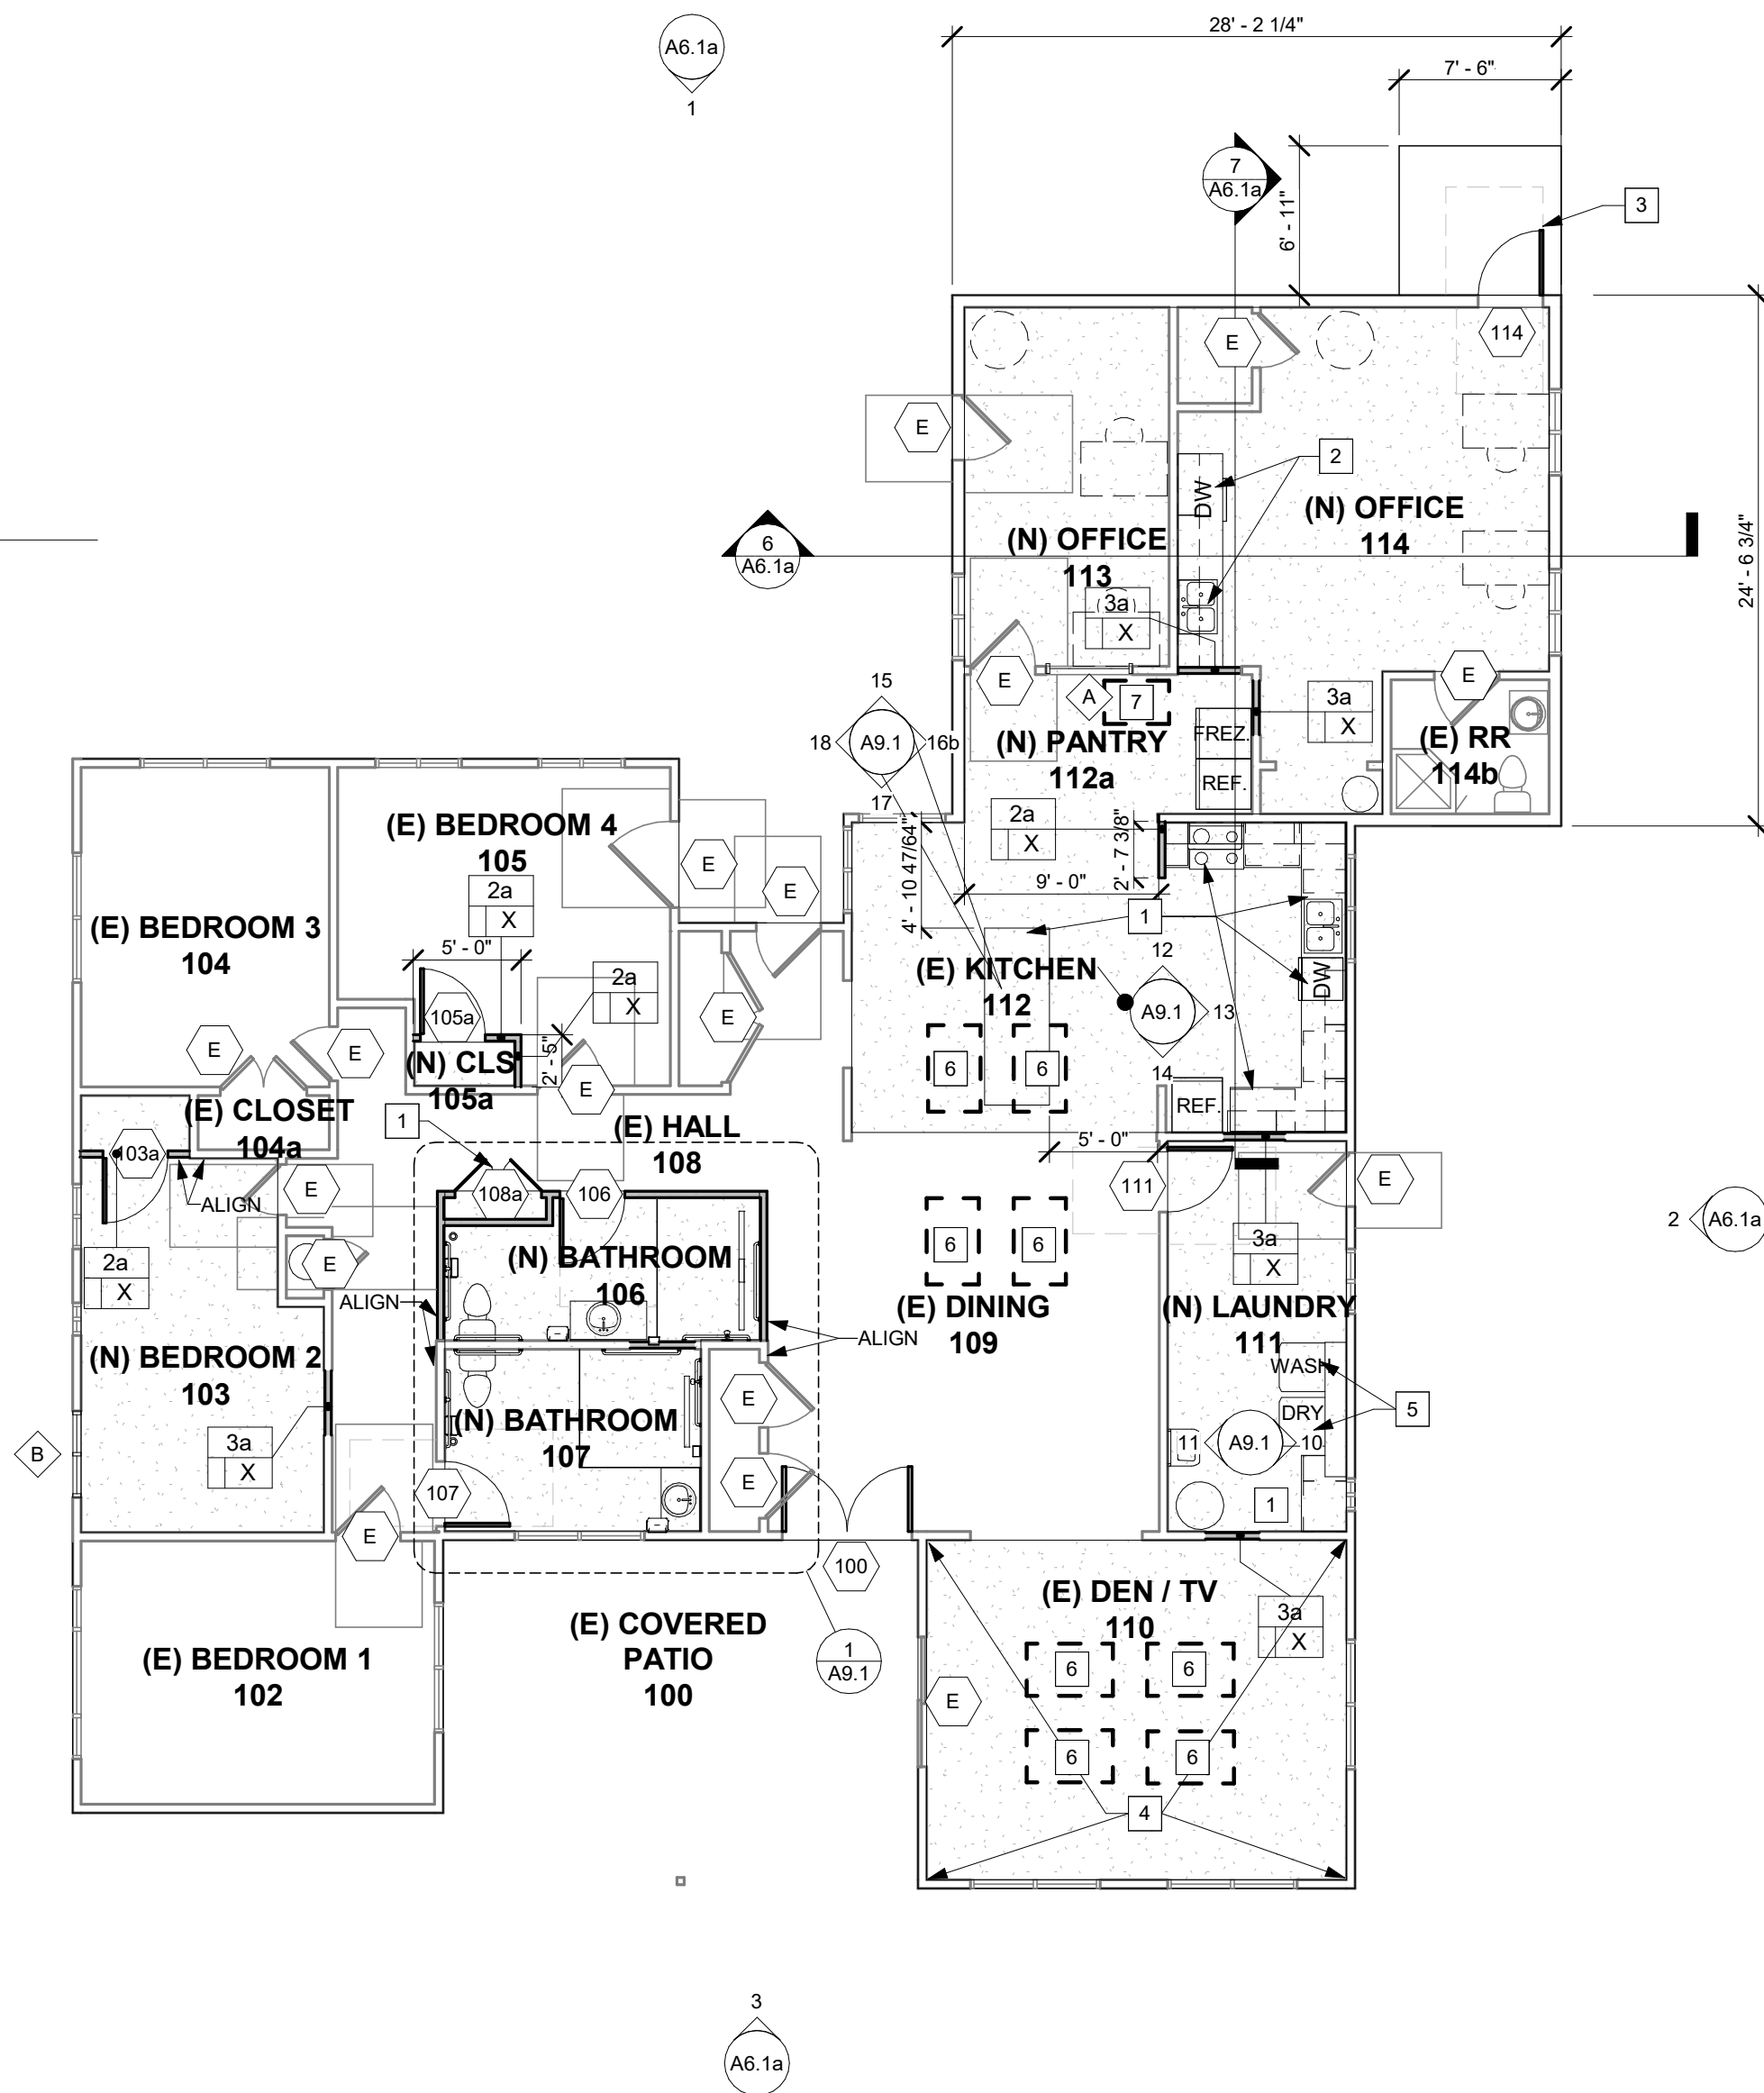 28' - 2 1/4"
A6.1a
1
7' - 6"
7
A6.1a
6' - 11"
3
114
E
E
2
DW
(N) OFFICE
114
(N) OFFICE
113
6
A6.1a
24' - 6 3/4"
3a
X
E
E
15
A
7
3a
X
18
A9.1
16b
FREZ.
(N) PANTRY
112a
(E) RR
114b
REF.
17
2a
X
(E) BEDROOM 4
105
4' - 10 47/64"
2' - 7 3/8"
E
E
2a
X
9' - 0"
1
(E) BEDROOM 3
104
5' - 0"
12
(E) KITCHEN
112
2a
X
DW
A9.1
13
105a
E
E
E
(N) CLS
105a
2' - 5"
E
6
6
14
REF.
(E) CLOSET
104a
1
(E) HALL
108
5' - 0"
103a
E
108a
106
111
E
ALIGN
2
A6.1a
6
6
3a
X
(N) BATHROOM
106
E
2a
X
ALIGN
(E) DINING
109
(N) LAUNDRY
111
ALIGN
(N) BEDROOM 2
103
WASH
E
5
DRY
(N) BATHROOM
107
3a
X
B
11
A9.1
10
E
107
1
E
100
(E) DEN / TV
110
3a
X
(E) COVERED
PATIO
100
1
A9.1
(E) BEDROOM 1
102
6
6
E
6
6
4
3
A6.1a